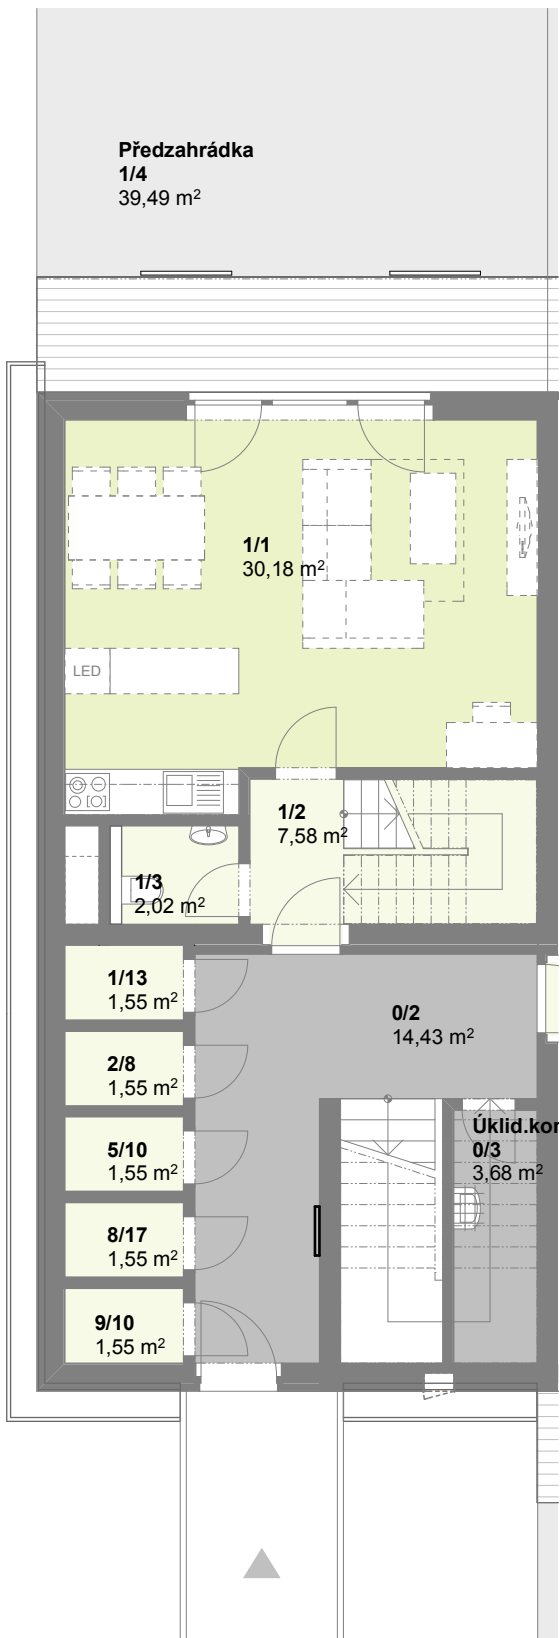 Předzahrádka
1/4
39,49 m²
1/1
30,18 m²
LED
1/2
7,58 m²
1/3
2,02 m²
1/13
1,55 m²
0/2
14,43 m²
2/8
1,55 m²
Úklid.kor
0/3
3,68 m²
5/10
1,55 m²
8/17
1,55 m²
9/10
1,55 m²